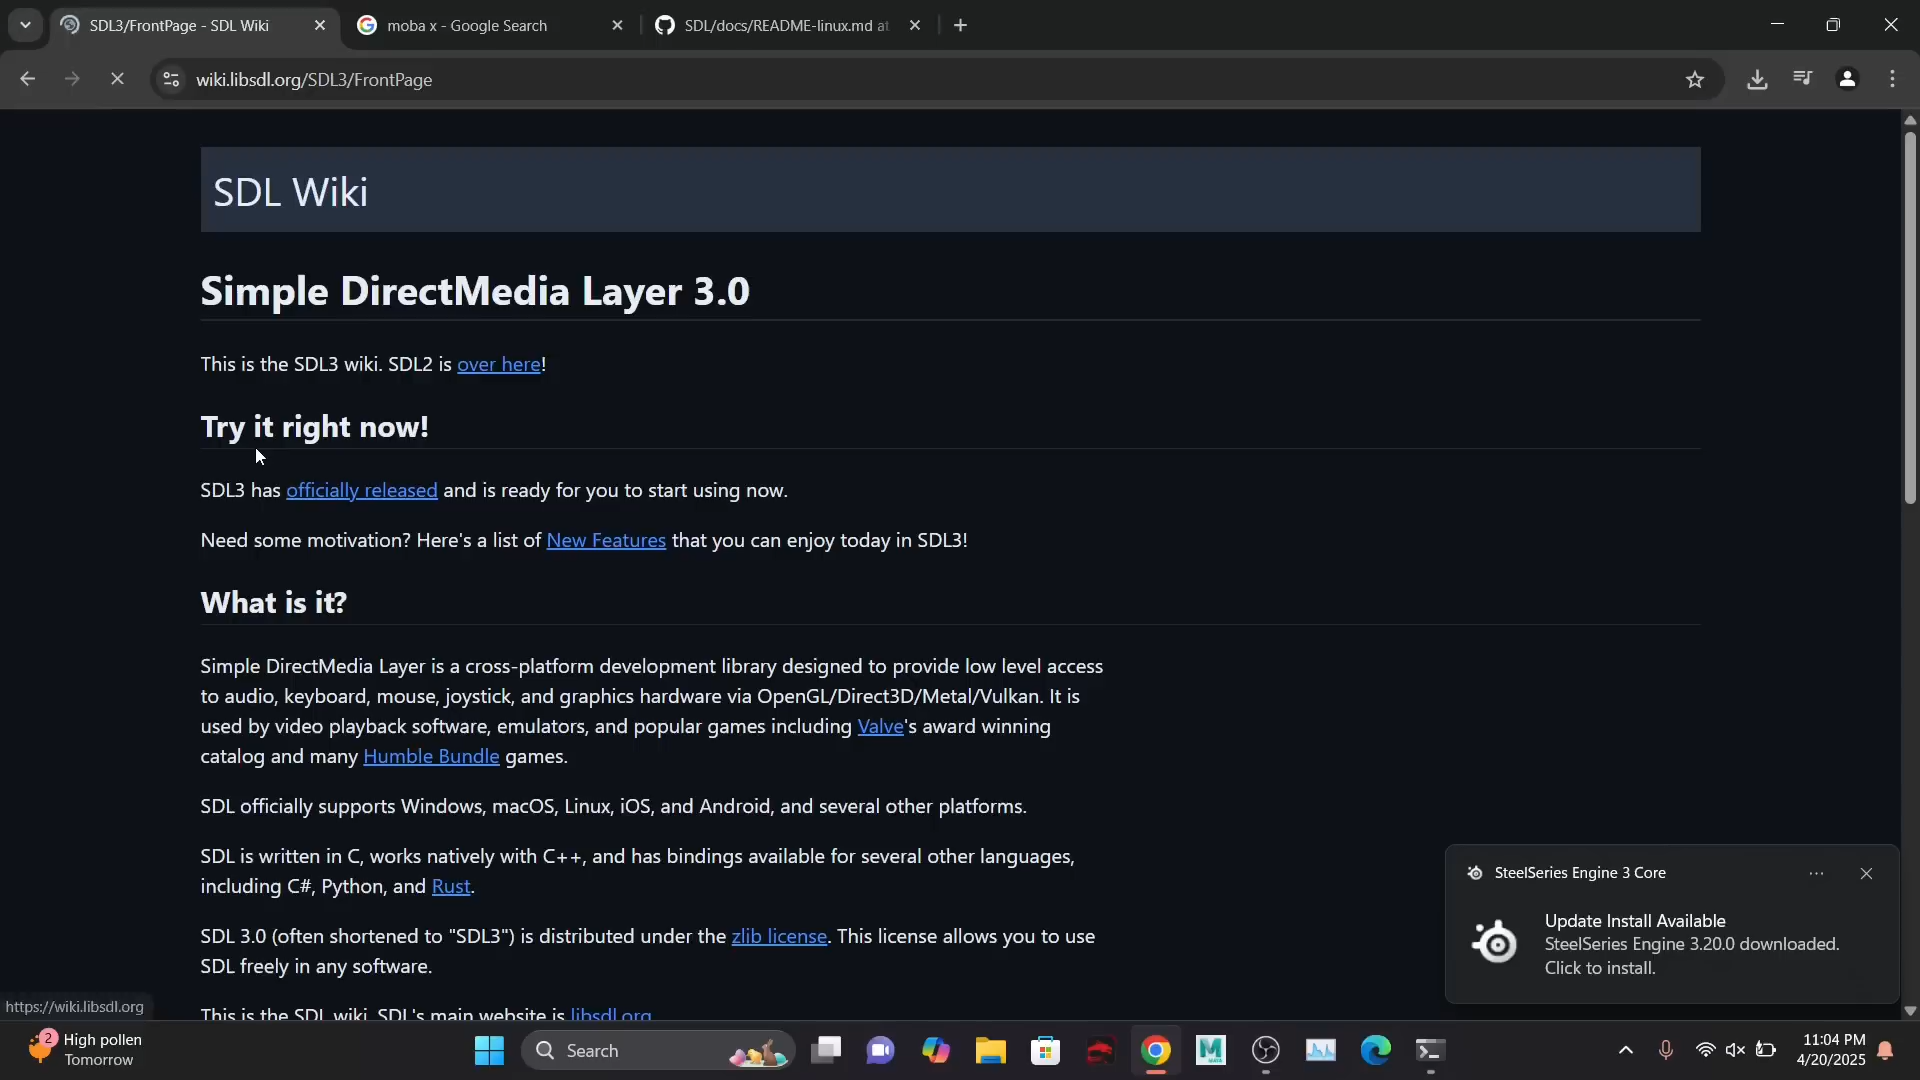 SDL3/FrontPage - SDL Wiki
moba x - Google Search
SDL/docs/README-linux.md at
wiki.libsdl.org/SDL3/FrontPage
SDL Wiki
Simple DirectMedia Layer 3.0
This is the SDL3 wiki. SDL2 is over here!
Try it right now!
SDL3 has officially released and is ready for you to start using now.
Need some motivation? Here's a list of New Features that you can enjoy today in SDL3!
What is it?
Simple DirectMedia Layer is a cross-platform development library designed to provide low level access
to audio, keyboard, mouse, joystick, and graphics hardware via OpenGL/Direct3D/Metal/Vulkan. It is
used by video playback software, emulators, and popular games including Valve's award winning
catalog and many Humble Bundle games.
SDL officially supports Windows, macOS, Linux, iOS, and Android, and several other platforms.
SDL is written in C, works natively with C++, and has bindings available for several other languages,
including C#, Python, and Rust.
SDL 3.0 (often shortened to "SDL3") is distributed under the zlib license. This license allows you to use
SDL freely in any software.
This is the SDL wiki. SDL's main website is libsdl.org
SteelSeries Engine 3 Core
Update Install Available
SteelSeries Engine 3.20.0 downloaded.
Click to install.
https://wiki.libsdl.org
2
High pollen
Tomorrow
Search
M
MAYA
11:04 PM
4/20/2025